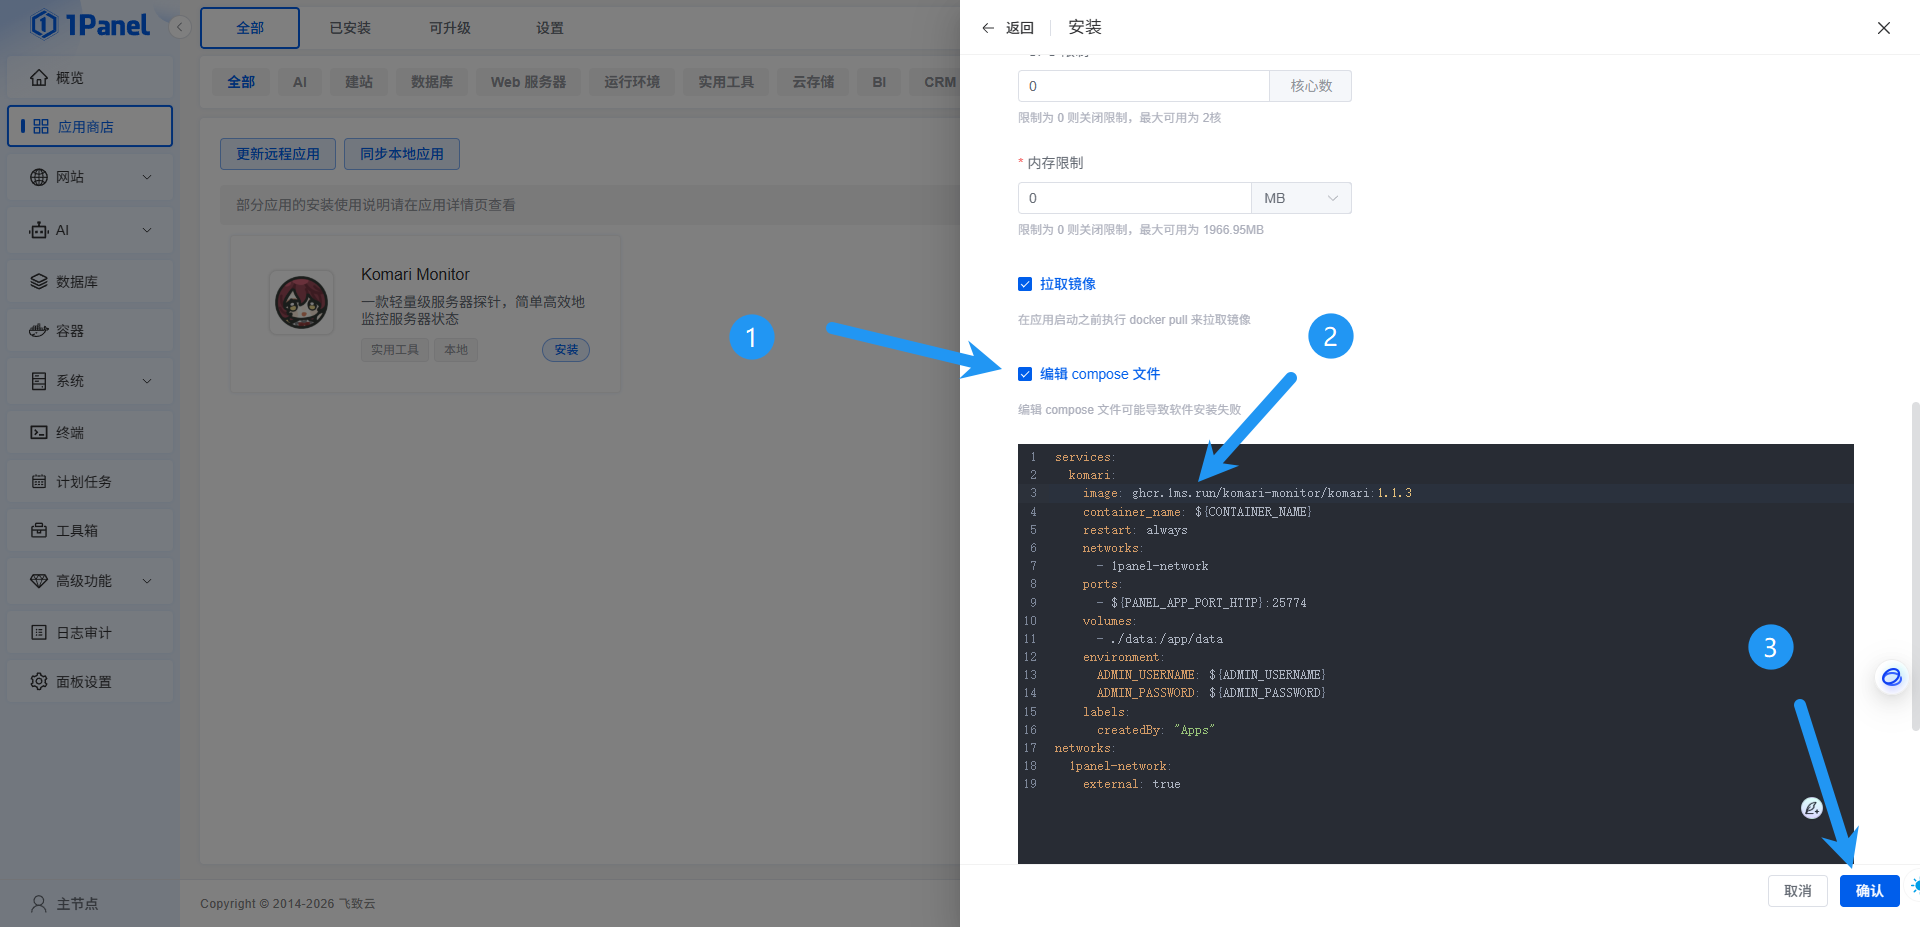 1Panel
全部
已安装
可升级
设置
概览
应用商店
网站
AI
数据库
容器
系统
终端
计划任务
工具箱
高级功能
日志审计
面板设置
主节点
全部
AI
建站
数据库
Web 服务器
运行环境
实用工具
云存储
BI
CRM
更新远程应用
同步本地应用
部分应用的安装使用说明请在应用详情页查看
Komari Monitor
一款轻量级服务器探针，简单高效地
监控服务器状态
实用工具
本地
安装
Copyright © 2014-2026 飞致云
返回
安装
0
核心数
限制为 0 则关闭限制，最大可用为 2核
* 内存限制
0
MB
限制为 0 则关闭限制，最大可用为 1966.95MB
拉取镜像
在应用启动之前执行 docker pull 来拉取镜像
1
2
编辑 compose 文件
编辑 compose 文件可能导致软件安装失败
1 services:
2 komari:
3 image: ghcr.1ms.run/komari-monitor/komari:1.1.3
4 container_name: ${CONTAINER_NAME}
5 restart: always
6 networks:
7 - 1panel-network
8 ports:
9 - ${PANEL_APP_PORT_HTTP}:25774
10 volumes:
11 - ./data:/app/data
12 environment:
13 ADMIN_USERNAME: ${ADMIN_USERNAME}
14 ADMIN_PASSWORD: ${ADMIN_PASSWORD}
15 labels:
16 createdBy: "Apps"
17 networks:
18 1panel-network:
19 external: true
3
取消
确认